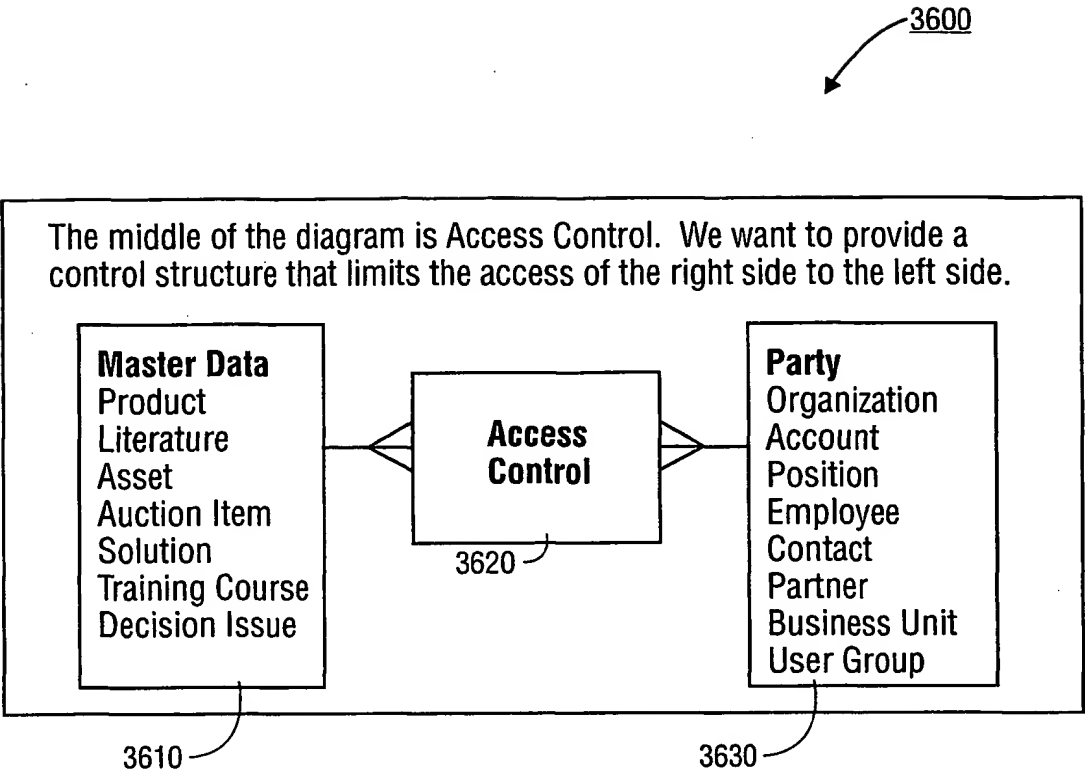 3600
The middle of the diagram is Access Control. We want to provide a
control structure that limits the access of the right side to the left side.
Master Data
Product
Literature
Asset
Auction Item
Solution
Training Course
Decision Issue
Access
Control
3620
Party
Organization
Account
Position
Employee
Contact
Partner
Business Unit
User Group
3610
3630